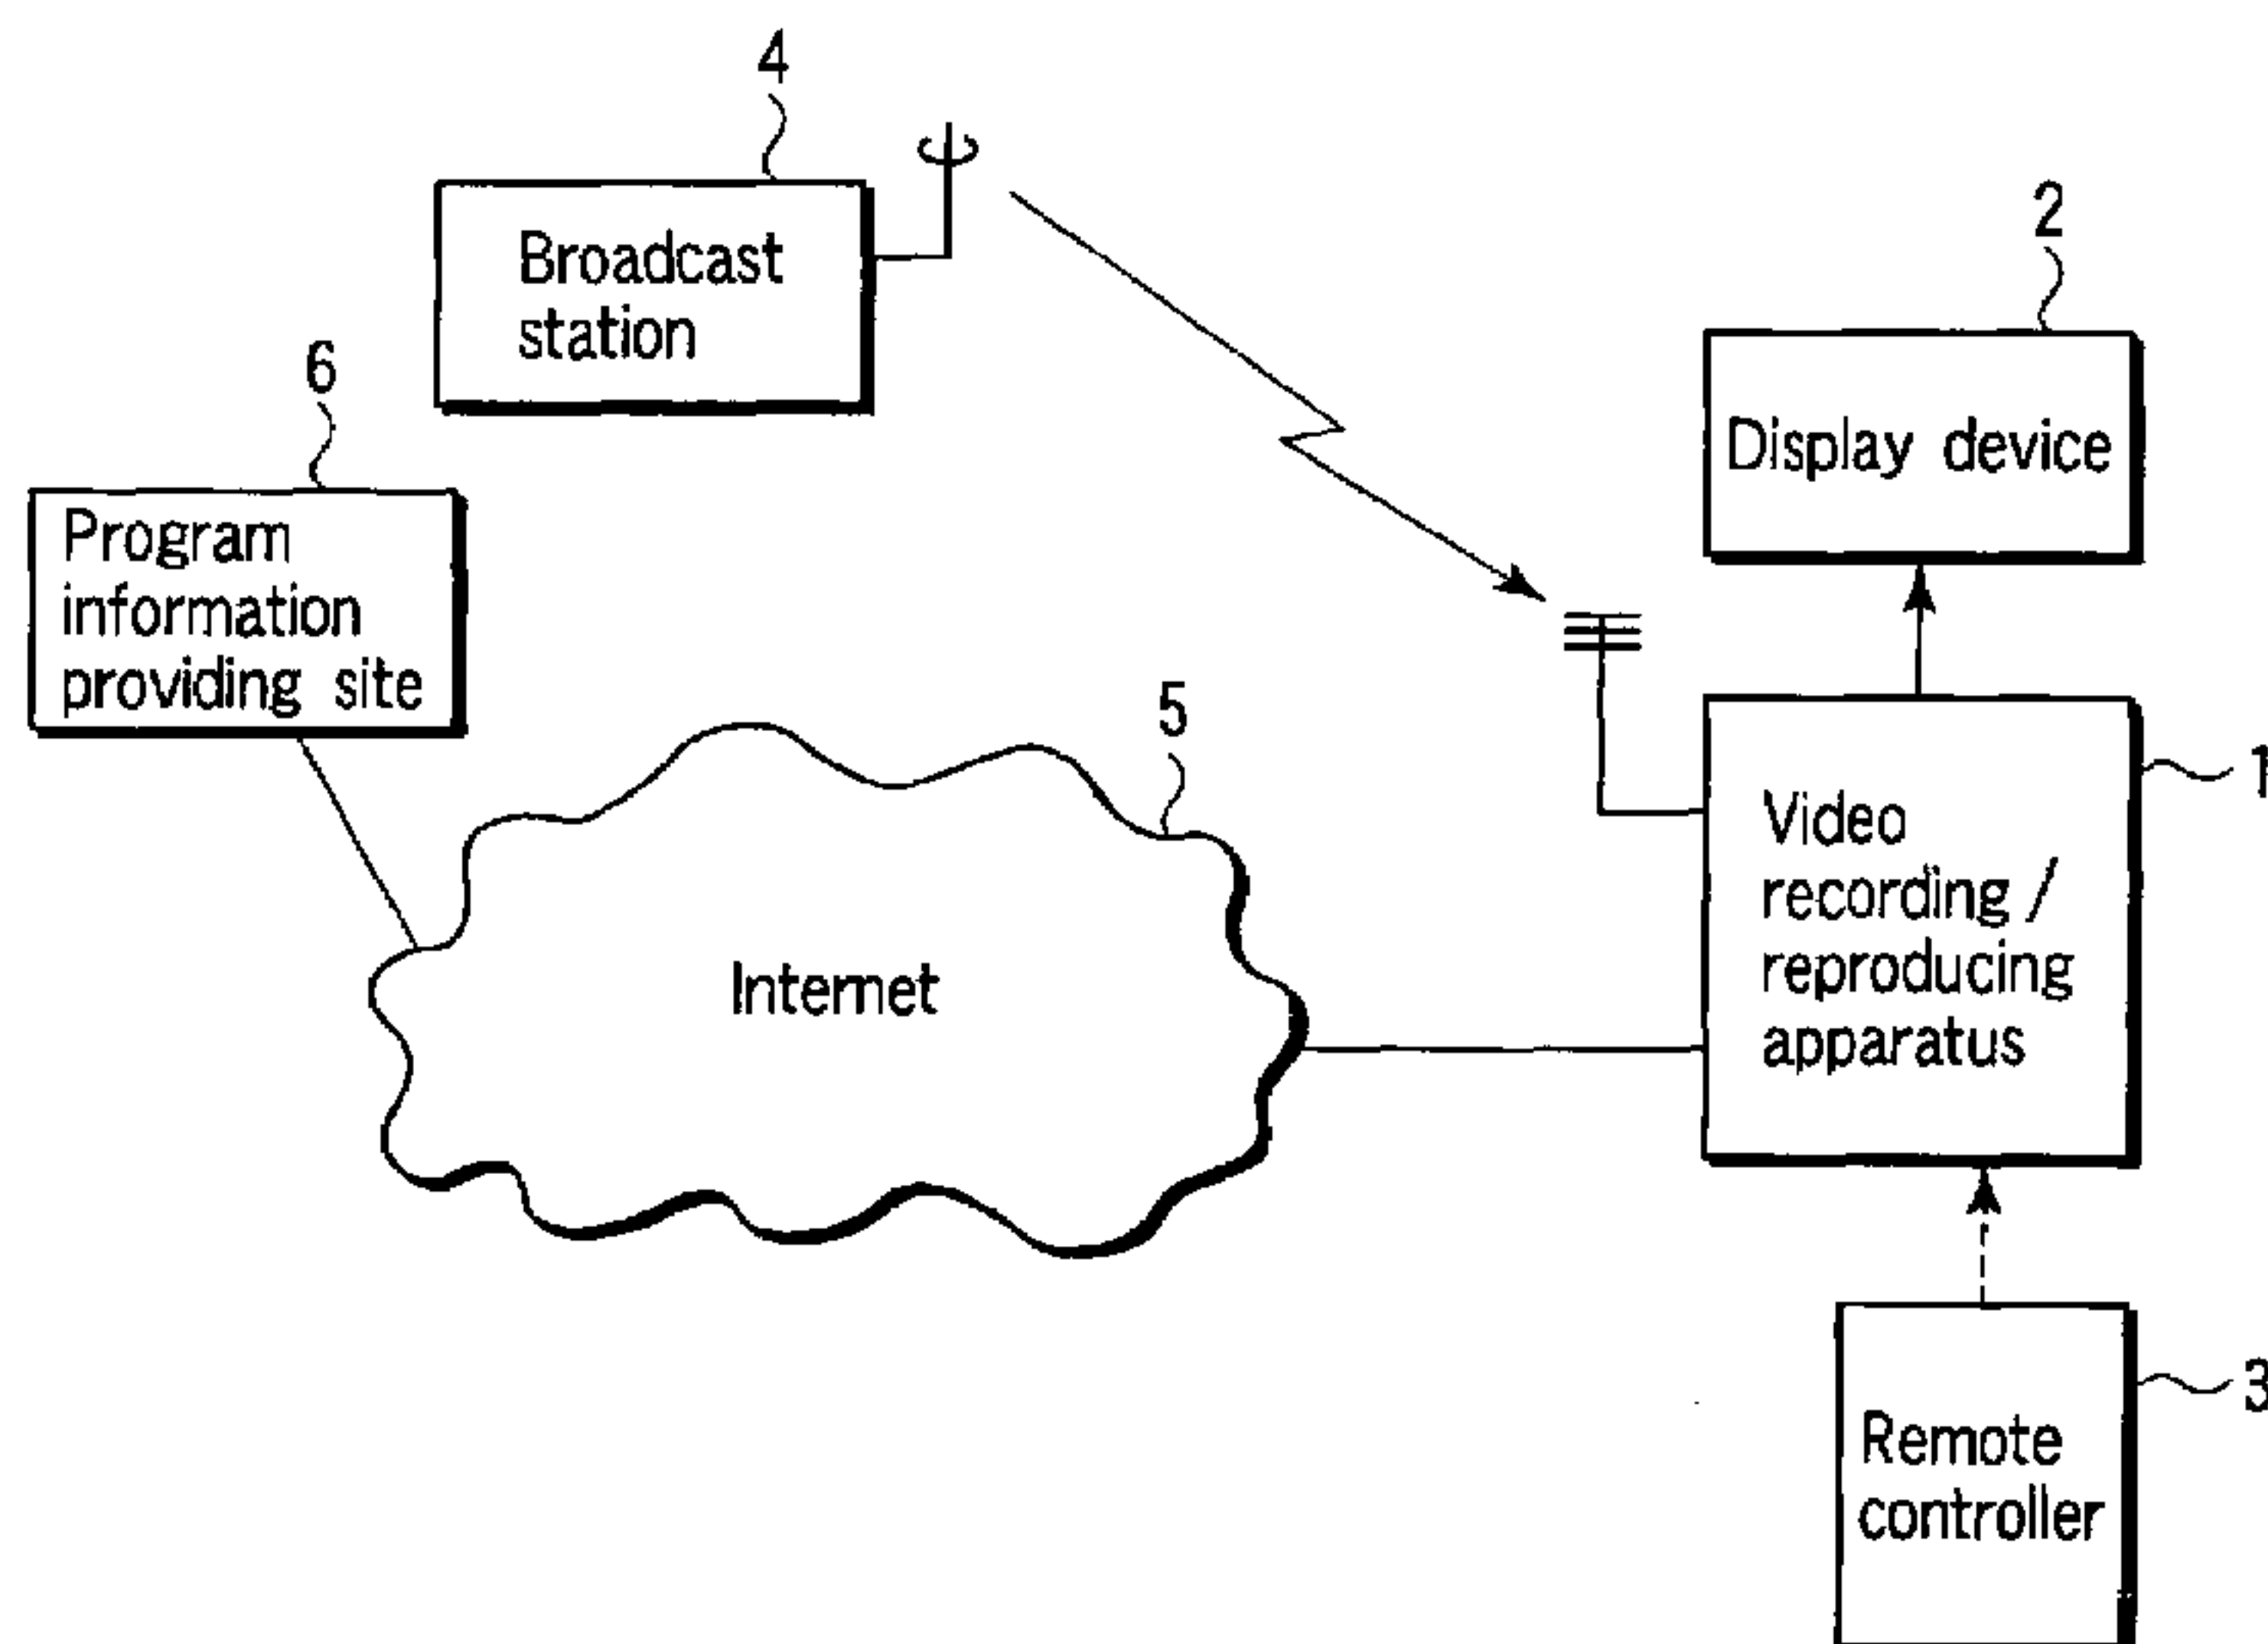 4
Broadcast
station
2
Display device
6
Program
information
providing site
5
Internet
1
Video
recording /
reproducing
apparatus
3
Remote
controller